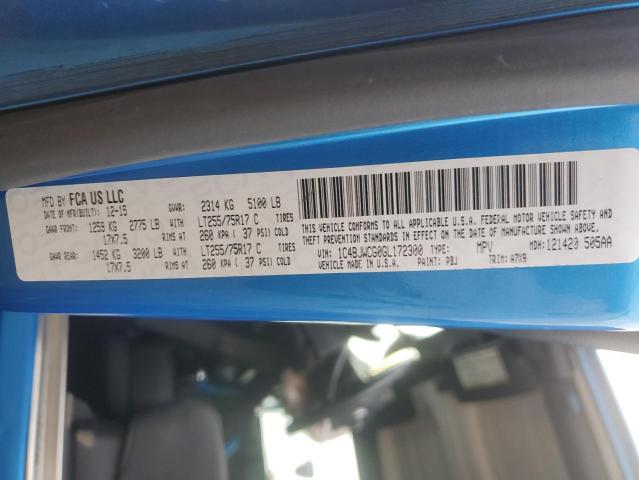 MFD BY FCA US LLC
DATE OF MFR(BUILT): 12-15 GVWR: 2314 KG 5100 LB
GAWR FRONT: 1259 KG 2775 LB WITH LT255/75R17 C TIRES
17X7.5 RIMS AT 260 KPA ( 37 PSI) COLD
GAWR REAR: 1452 KG 3200 LB WITH LT255/75R17 C TIRES
17X7.5 RIMS AT 260 KPA ( 37 PSI) COLD
THIS VEHICLE CONFORMS TO ALL APPLICABLE U.S.A. FEDERAL MOTOR VEHICLE SAFETY AND
THEFT PREVENTION STANDARDS IN EFFECT ON THE DATE OF MANUFACTURE SHOWN ABOVE.
VIN: 1C4BJWCG0GL172300 TYPE: MPV MDH: 121420 505AA
VEHICLE MADE IN U.S.A. PAINT: PBJ TRIM: A7X9